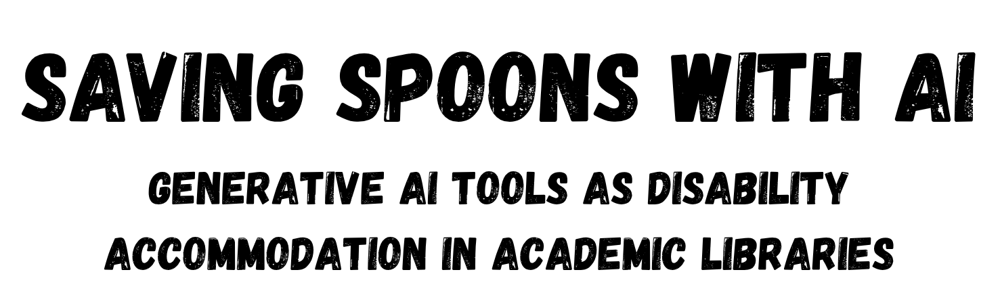 SAVING SPOONS WITH AI
GENERATIVE AI TOOLS AS DISABILITY
ACCOMMODATION IN ACADEMIC LIBRARIES